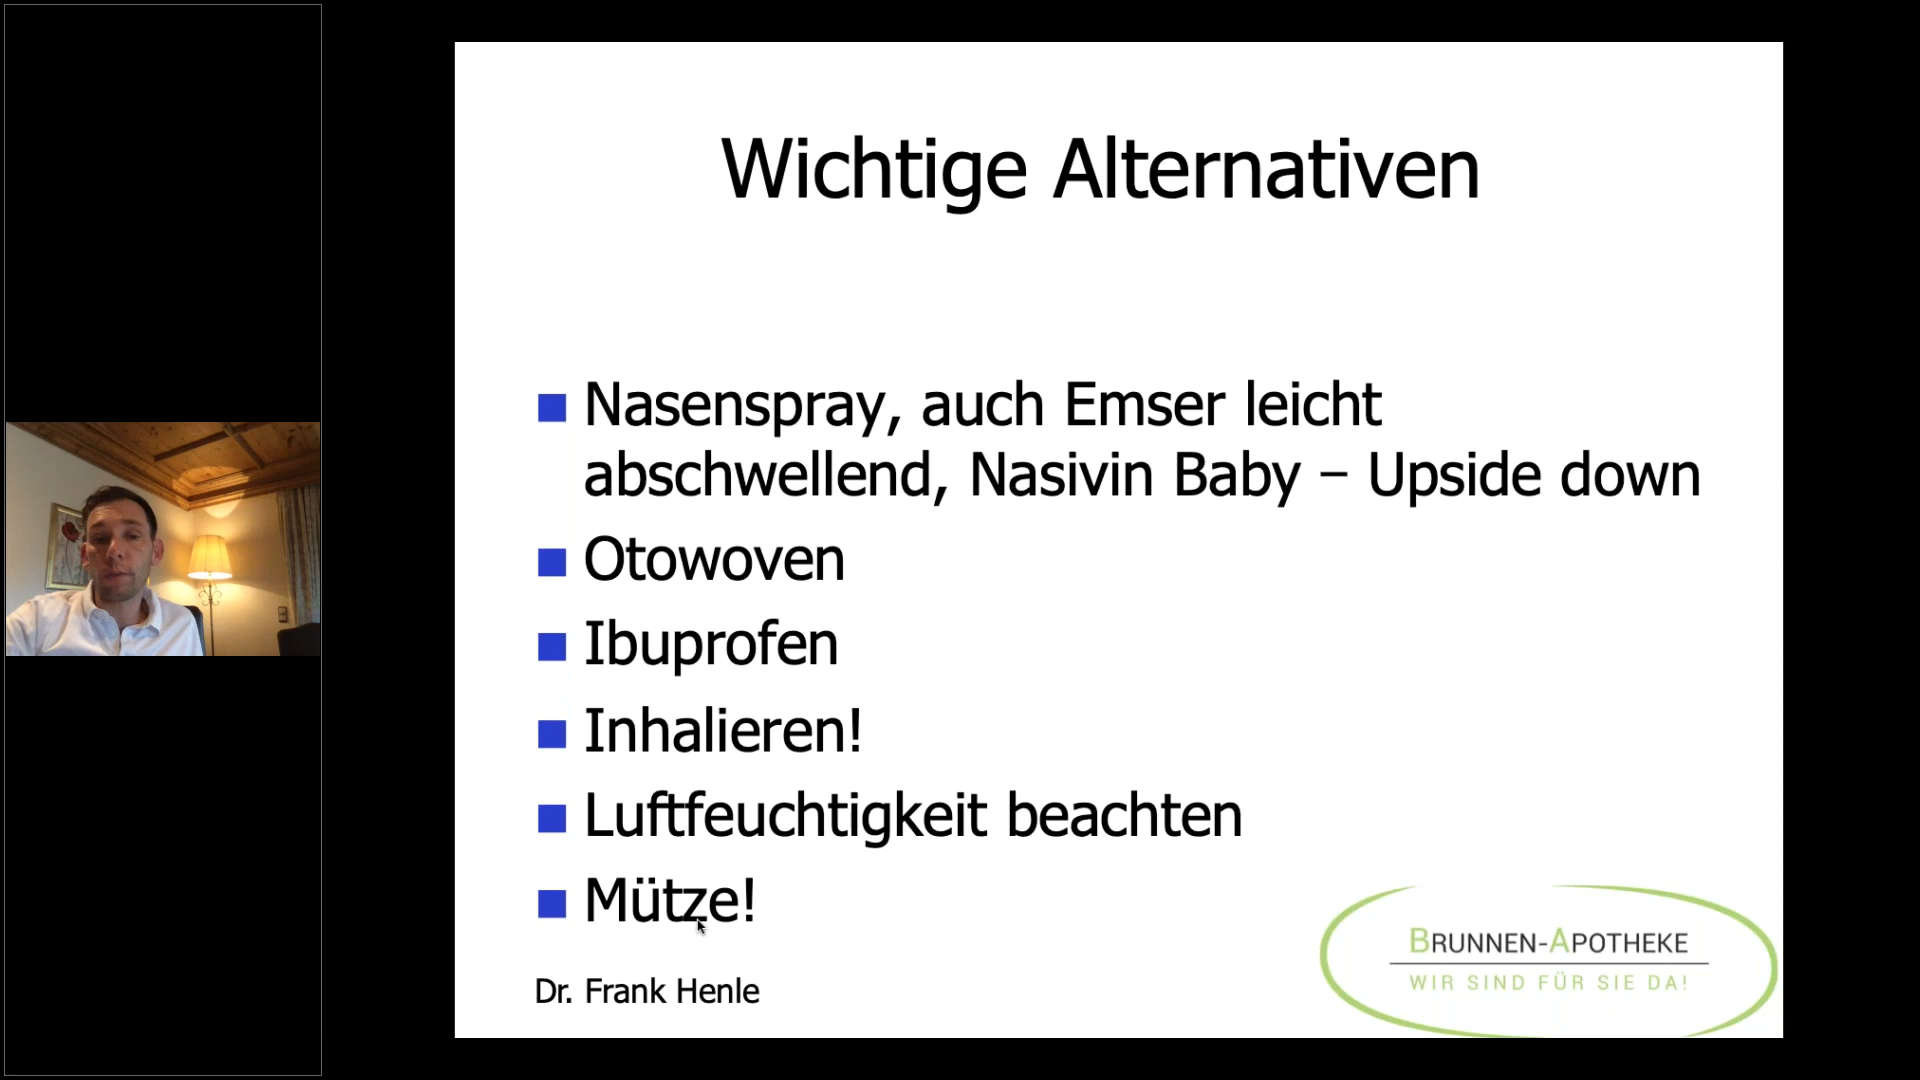 Wichtige Alternativen
Nasenspray, auch Emser leicht
abschwellend, Nasivin Baby – Upside down
Otowoven
Ibuprofen
Inhalieren!
Luftfeuchtigkeit beachten
Mütze!
Dr. Frank Henle
BRUNNEN-APOTHEKE
WIR SIND FÜR SIE DA!